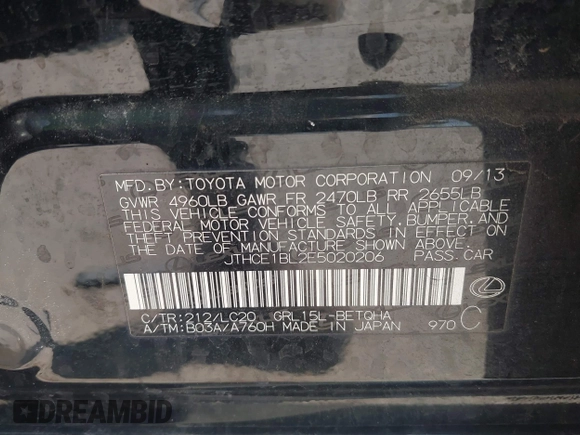 MFD.BY:TOYOTA MOTOR CORPORATION 09/13
GVWR 4960LB GAWR FR 2470LB RR 2655LB
THIS VEHICLE CONFORMS TO ALL APPLICABLE
FEDERAL MOTOR VEHICLE SAFETY,BUMPER,AND
THEFT PREVENTION STANDARDS IN EFFECT ON
THE DATE OF MANUFACTURE SHOWN ABOVE.
JTHCE1BL2E5020206 PASS.CAR
C/TR:212/LC20 GRL15L-BETQHA
A/TM:B03A/A760H MADE IN JAPAN 970 C
DREAMBID